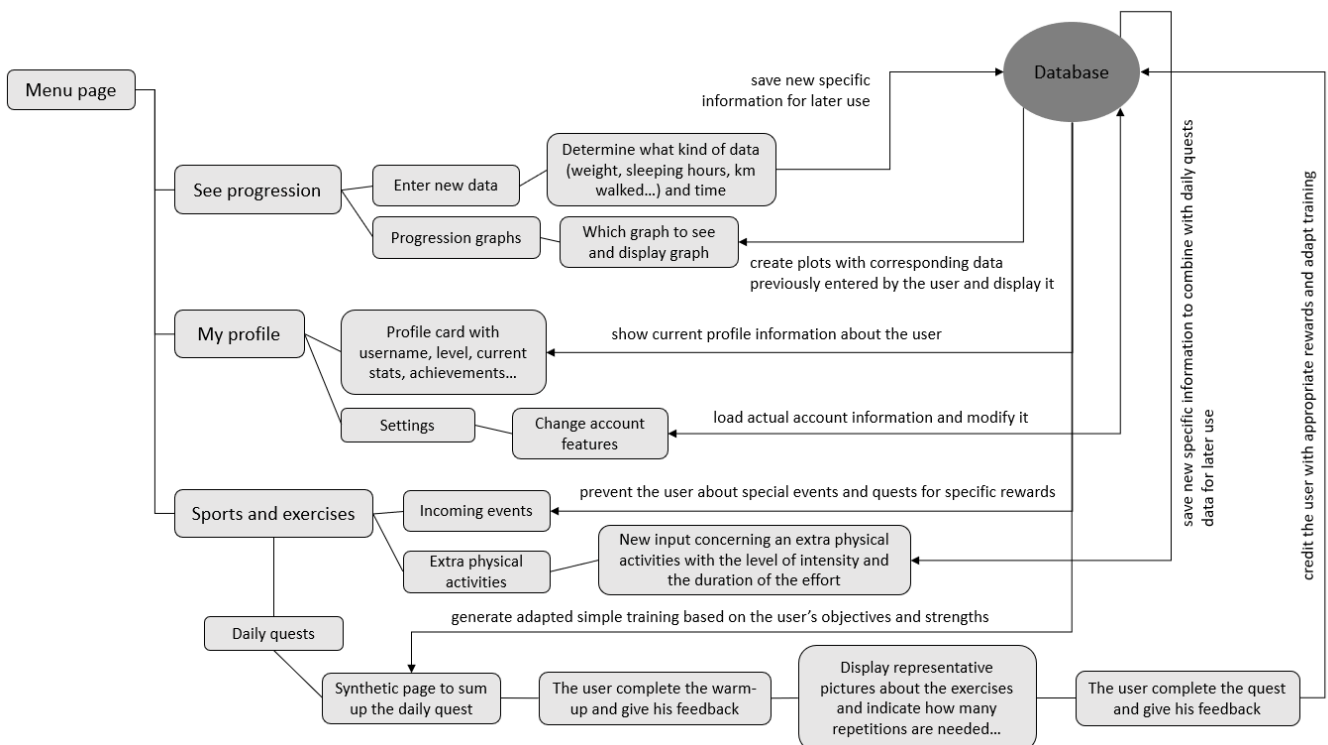 Menu page
Database
save new specific
information for later use
See progression
Enter new data
Determine what kind of data
(weight, sleeping hours, km
walked…) and time
Progression graphs
Which graph to see
and display graph
create plots with corresponding data
previously entered by the user and display it
My profile
Profile card with
username, level, current
stats, achievements…
show current profile information about the user
Settings
Change account
features
load actual account information and modify it
Sports and exercises
Incoming events
prevent the user about special events and quests for specific rewards
Extra physical
activities
New input concerning an extra physical
activities with the level of intensity and
the duration of the effort
save new specific information to combine with daily quests
data for later use
credit the user with appropriate rewards and adapt training
generate adapted simple training based on the user’s objectives and strengths
Daily quests
Synthetic page to sum
up the daily quest
The user complete the warm-
up and give his feedback
Display representative
pictures about the exercises
and indicate how many
repetitions are needed…
The user complete the quest
and give his feedback